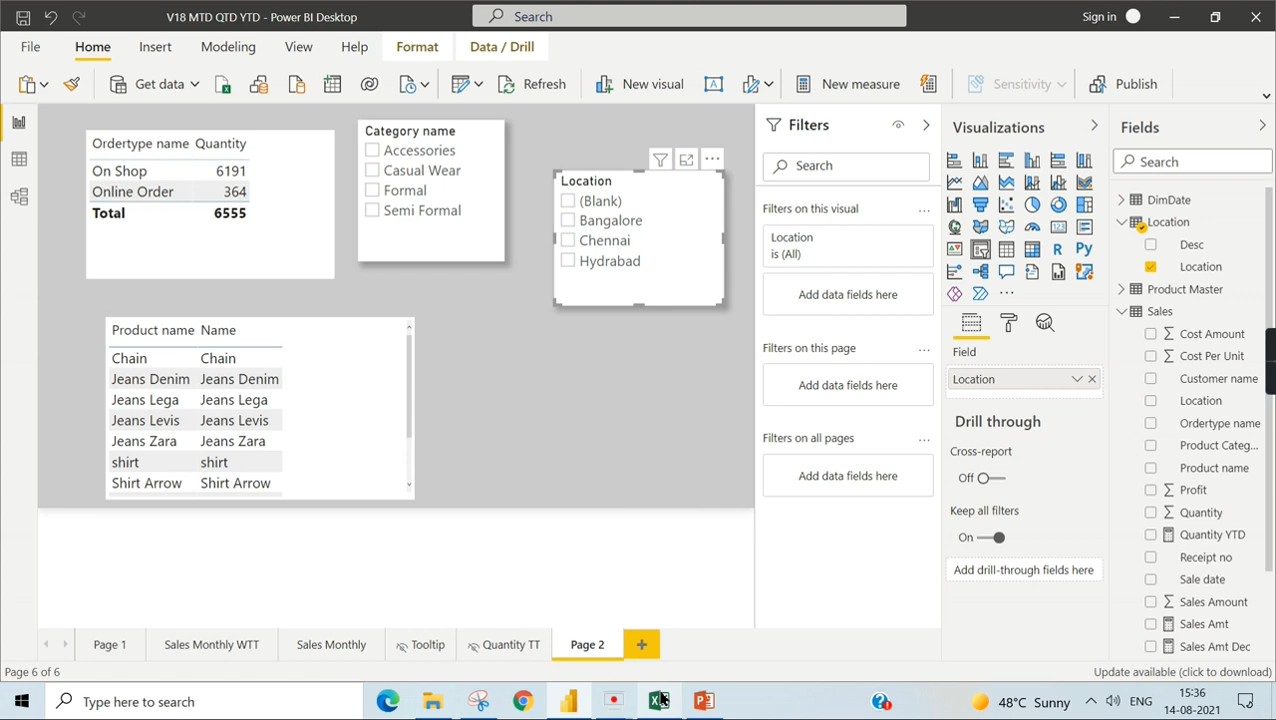 V18 MTD QTD YTD - Power BI Desktop
Search
Sign in
File
Home
Insert
Modeling
View
Help
Format
Data / Drill
Get data
Refresh
New visual
New measure
Sensitivity
Publish
Ordertype name Quantity
On Shop 6191
Online Order 364
Total 6555
Category name
Accessories
Casual Wear
Formal
Semi Formal
Location
(Blank)
Bangalore
Chennai
Hydrabad
Product name Name
Chain Chain
Jeans Denim Jeans Denim
Jeans Lega Jeans Lega
Jeans Levis Jeans Levis
Jeans Zara Jeans Zara
shirt shirt
Shirt Arrow Shirt Arrow
Filters
Search
Filters on this visual ...
Location
is (All)
Add data fields here
Filters on this page ...
Add data fields here
Filters on all pages ...
Add data fields here
Visualizations
R Py
...
Field
Location
Drill through
Cross-report
Off
Keep all filters
On
Add drill-through fields here
Fields
Search
DimDate
Location
Desc
Location
Product Master
Sales
Cost Amount
Cost Per Unit
Customer name
Location
Ordertype name
Product Categ...
Product name
Profit
Quantity
Quantity YTD
Receipt no
Sale date
Sales Amount
Sales Amt
Sales Amt Dec
Page 1
Sales Monthly WTT
Sales Monthly
Tooltip
Quantity TT
Page 2
Page 6 of 6
Update available (click to download)
Type here to search
48°C Sunny
ENG
15:36
14-08-2021